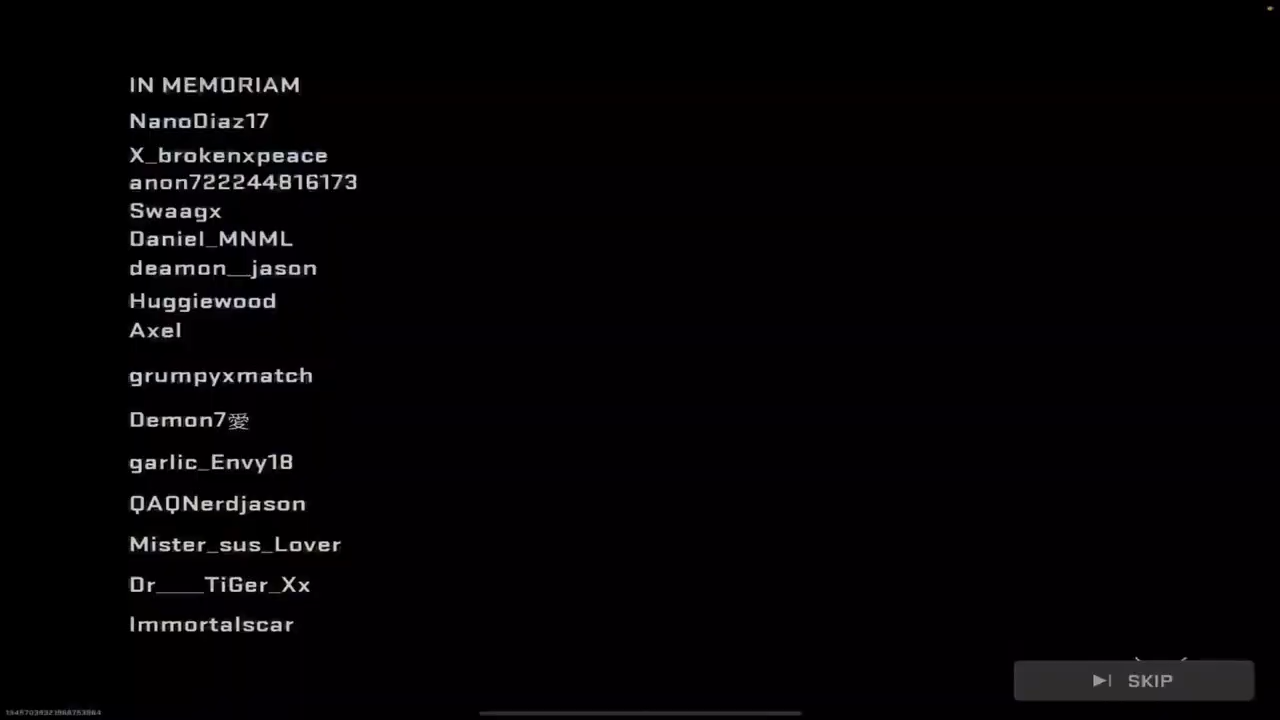 IN MEMORIAM
NanoDiaz17
X_brokenxpeace
anon722244816173
Swaagx
Daniel_MNML
deamon__jason
Huggiewood
Axel
grumpyxmatch
Demon7愛
garlic_Envy18
QAQNerdjason
Mister_sus_Lover
Dr____TiGer_Xx
Immortalscar
SKIP